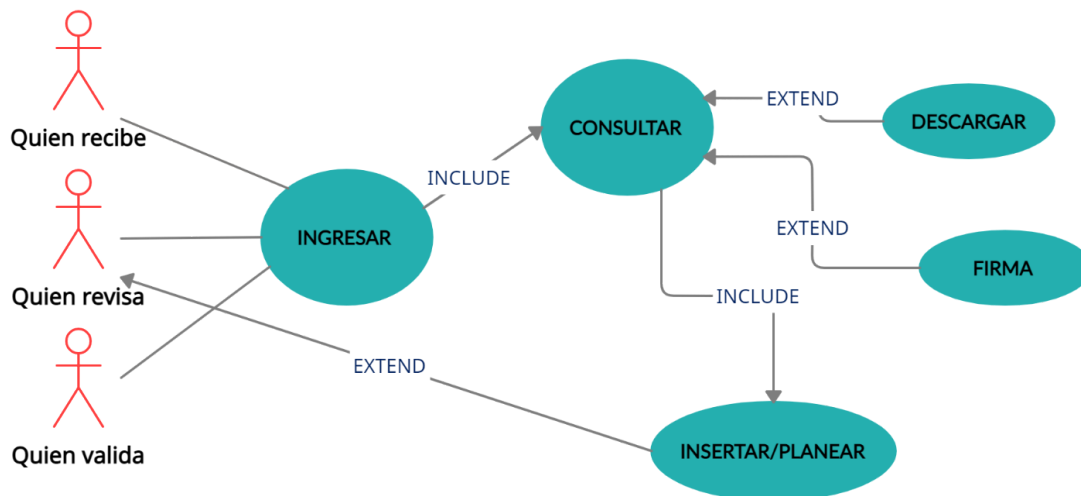 Quien recibe
Quien revisa
Quien valida
INGRESAR
INCLUDE
CONSULTAR
EXTEND
DESCARGAR
EXTEND
FIRMA
INCLUDE
EXTEND
INSERTAR/PLANEAR